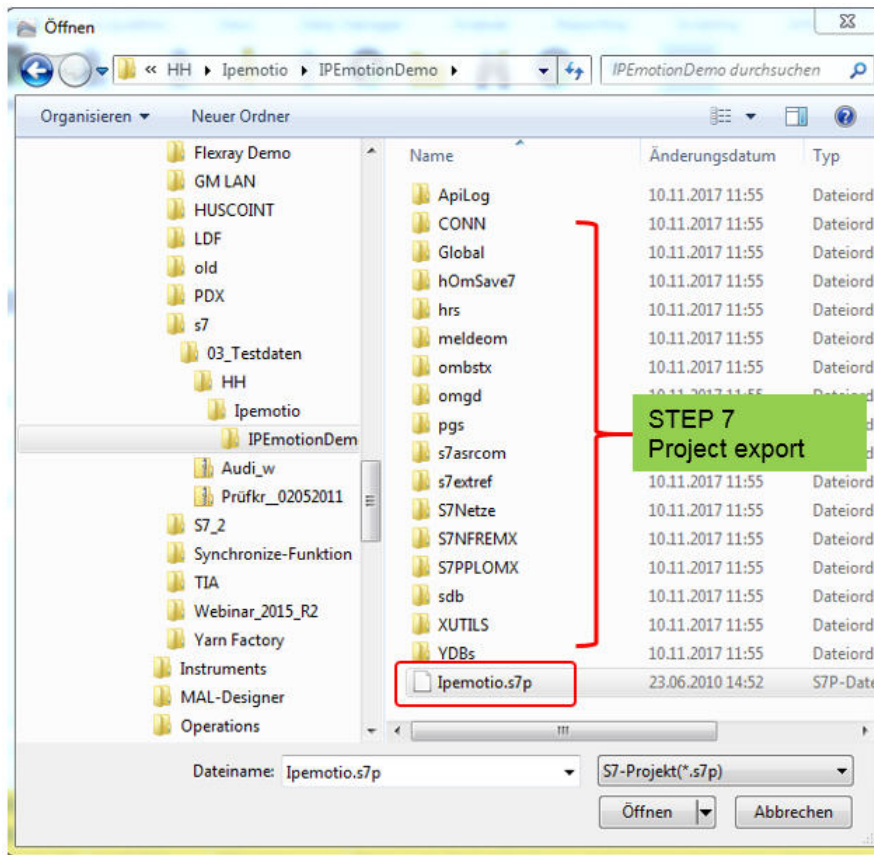 Öffnen
« HH Ipemotio IPEmotionDemo IPEmotionDemo durchsuchen
Organisieren Neuer Ordner
Name Änderungsdatum Typ
Flexray Demo
GM LAN
HUSCOINT
LDF
old
PDX
s7
03_Testdaten
HH
Ipemotio
IPEmotionDem
Audi_w
Prüfkr__02052011
S7_2
Synchronize-Funktion
TIA
Webinar_2015_R2
Yarn Factory
Instruments
MAL-Designer
Operations
ApiLog 10.11.2017 11:55 Dateiord
CONN 10.11.2017 11:55 Dateiord
Global 10.11.2017 11:55 Dateiord
hOmSave7 10.11.2017 11:55 Dateiord
hrs 10.11.2017 11:55 Dateiord
meldeom 10.11.2017 11:55 Dateiord
ombstx 10.11.2017 11:55 Dateiord
omgd 10.11.2017 11:55
pgs
s7asrcom
s7extref 10.11.2017 11:55 Dateiord
S7Netze 10.11.2017 11:55 Dateiord
S7NFREMX 10.11.2017 11:55 Dateiord
S7PPLOMX 10.11.2017 11:55 Dateiord
sdb 10.11.2017 11:55 Dateiord
XUTILS 10.11.2017 11:55 Dateiord
YDBs 10.11.2017 11:55 Dateiord
Ipemotio.s7p 23.06.2010 14:52 S7P-Date
STEP 7
Project export
Dateiname: Ipemotio.s7p S7-Projekt(*.s7p)
Öffnen Abbrechen